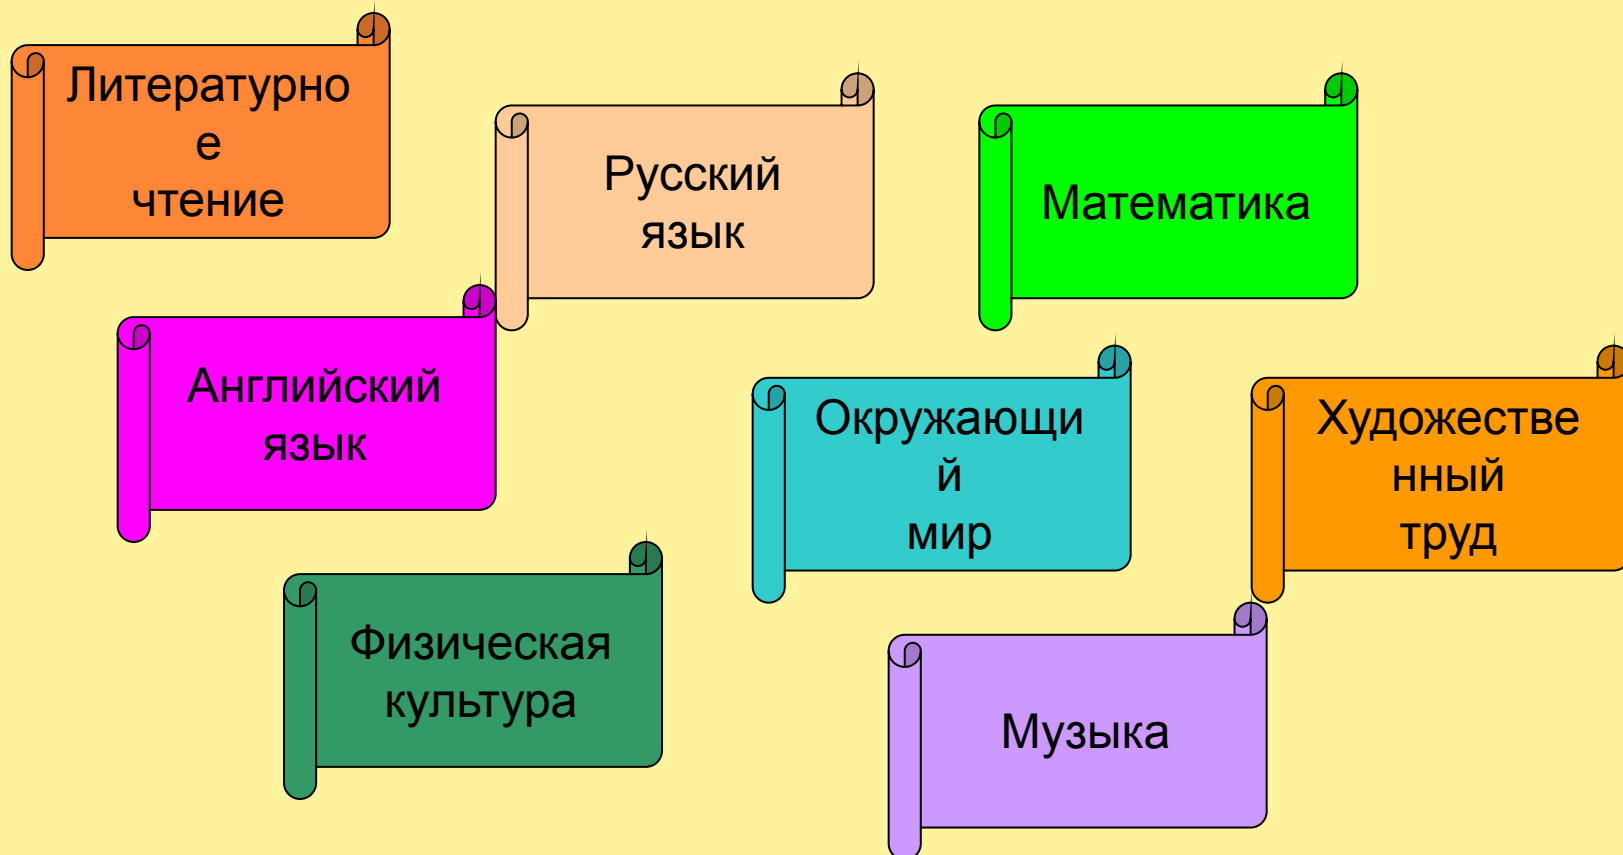 Литературно
е
чтение
Русский
язык
Математика
Английский
язык
Окружающи
й
мир
Художестве
нный
труд
Физическая
культура
Музыка